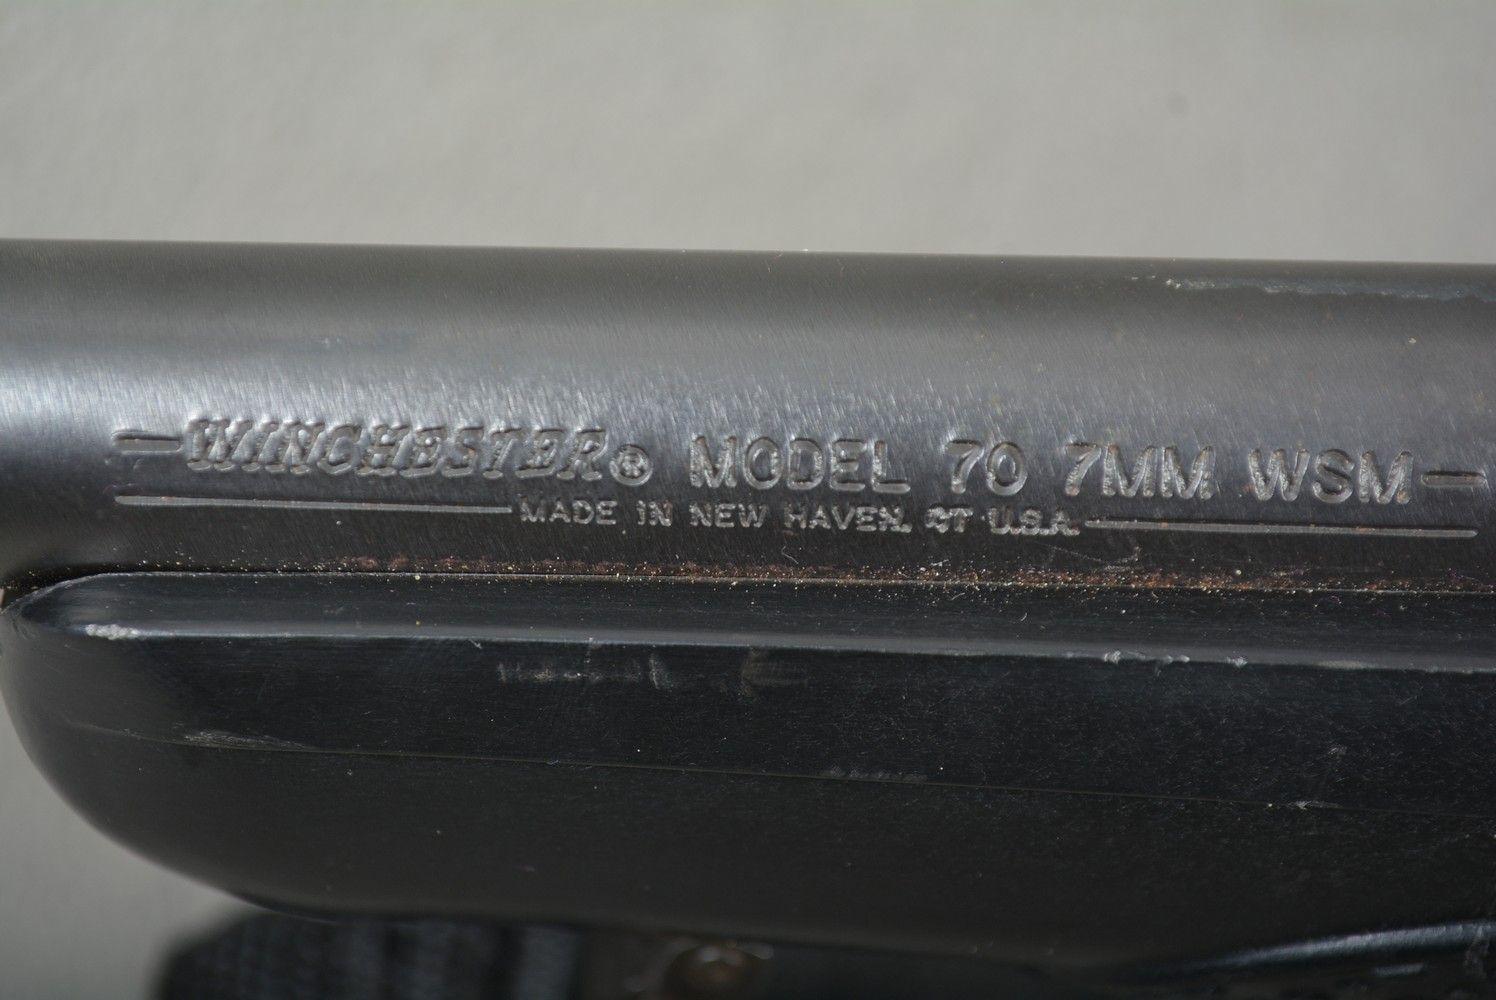 WINCHESTER® MODEL 70 7MM WSM
MADE IN NEW HAVEN, CT U.S.A.